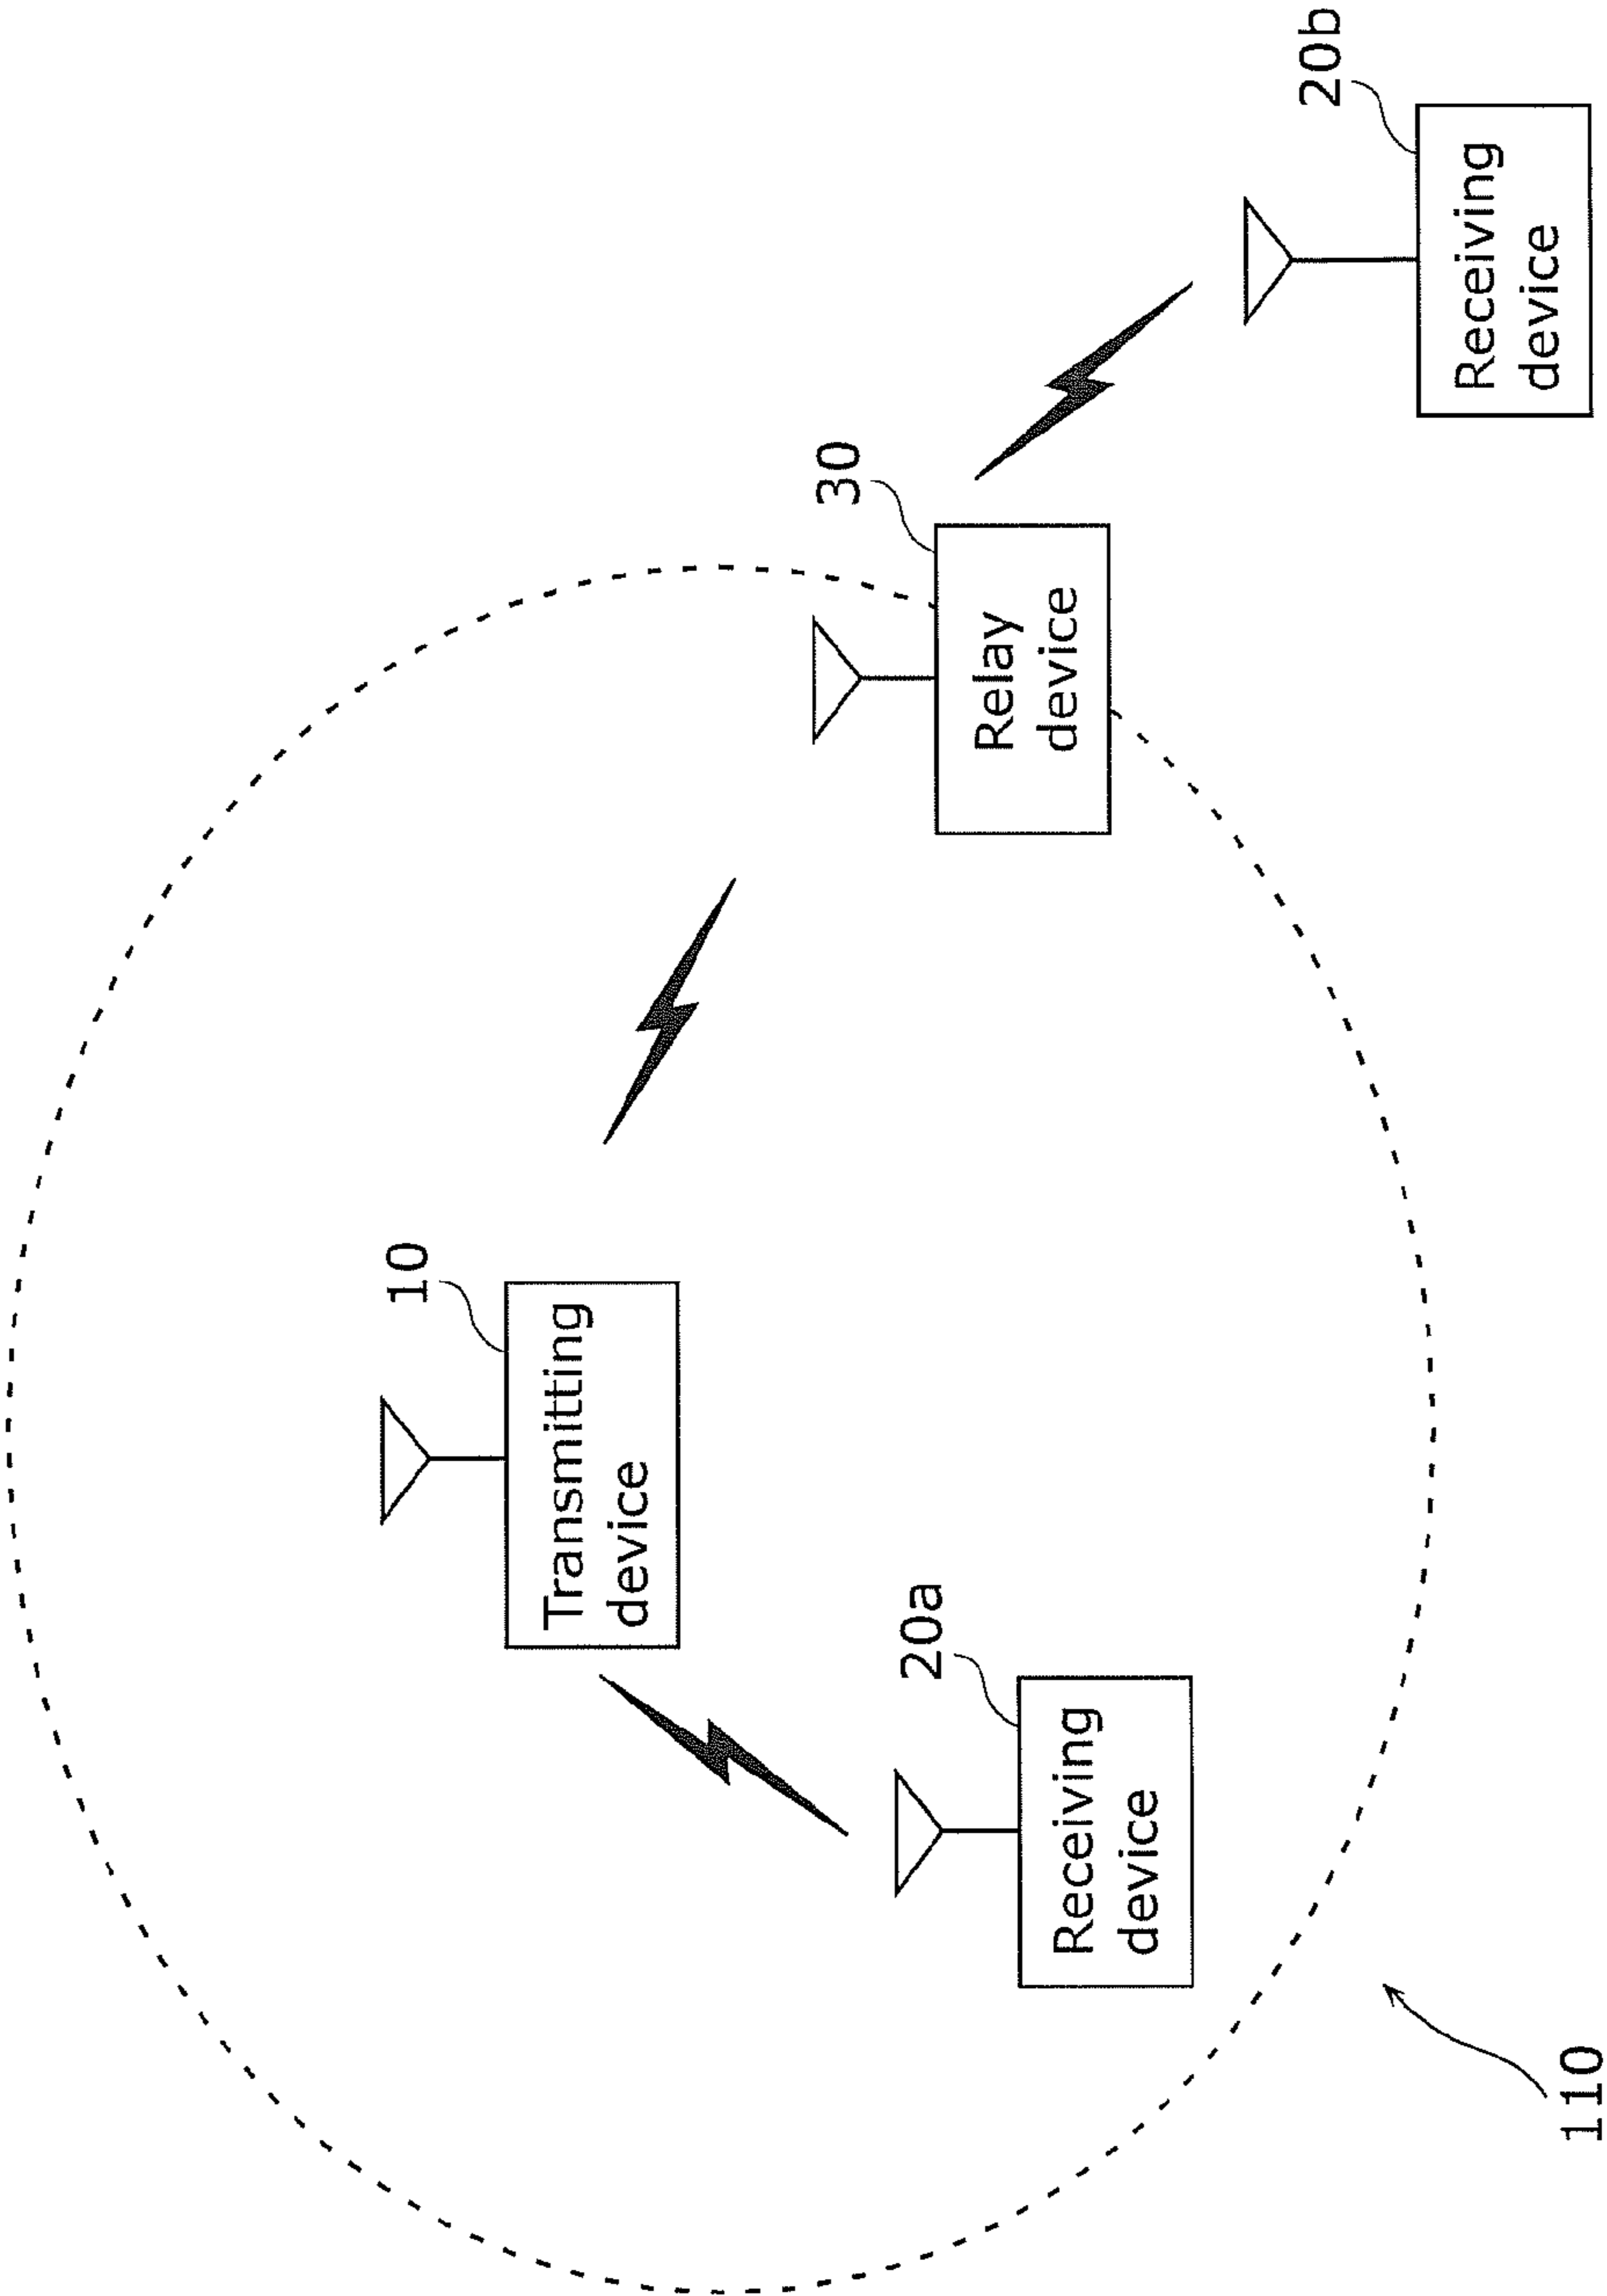 10
Transmitting
device
30
Relay
device
20a
Receiving
device
20b
Receiving
device
110